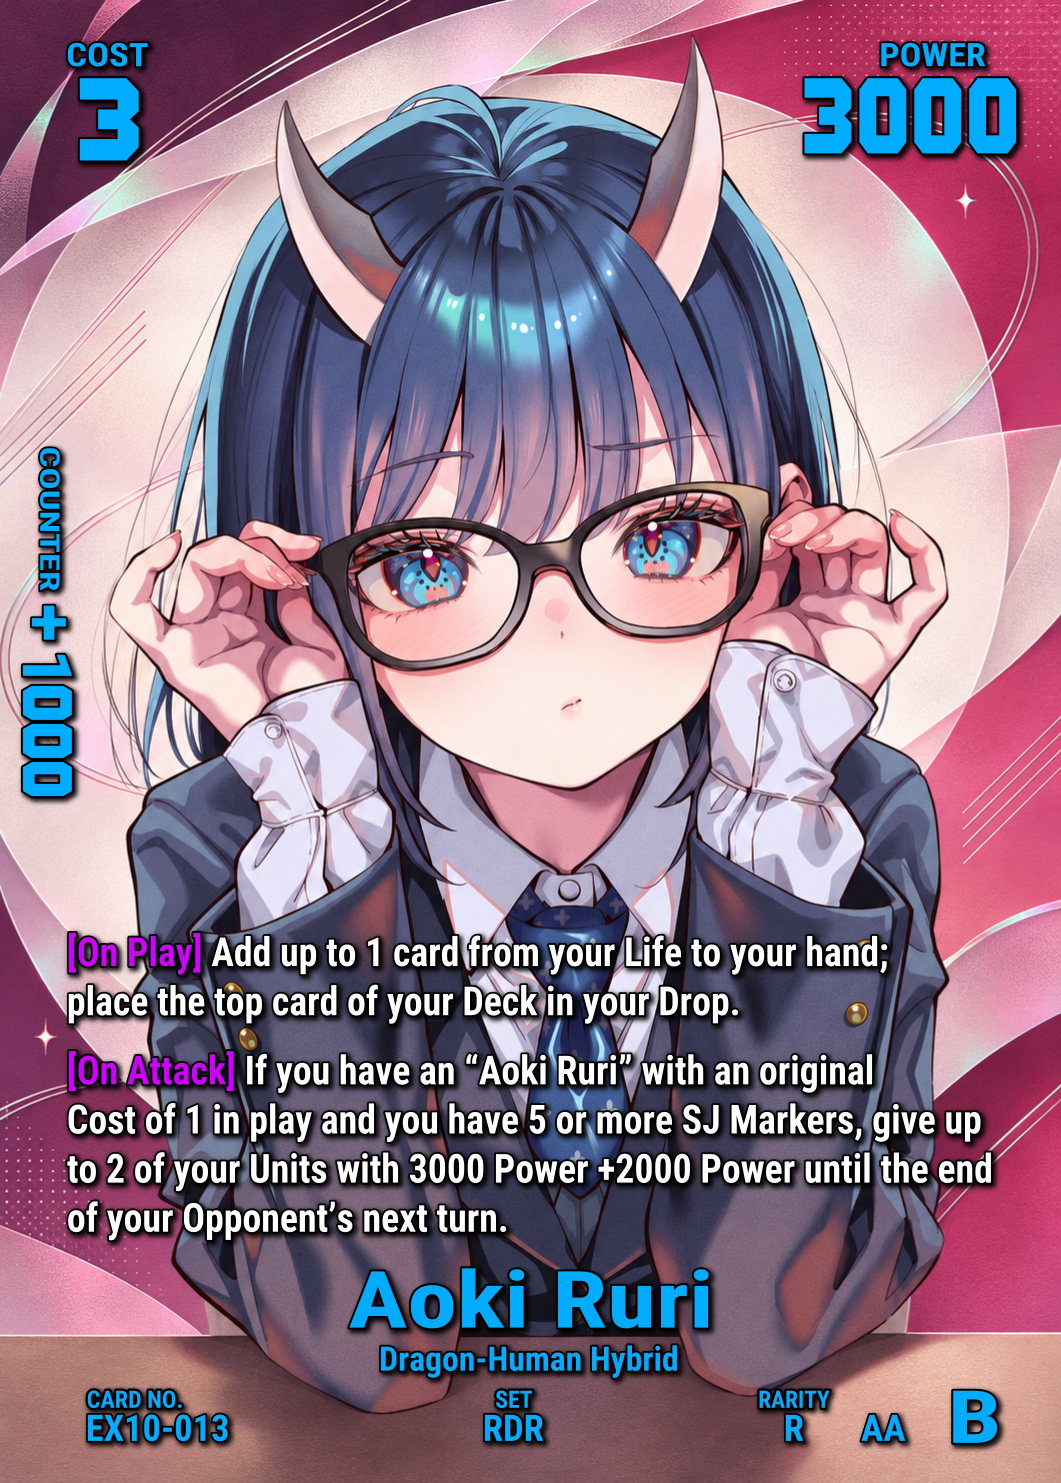 COST
3
POWER
3000
COUNTER +1000
[On Play] Add up to 1 card from your Life to your hand;
place the top card of your Deck in your Drop.
[On Attack] If you have an “Aoki Ruri” with an original
Cost of 1 in play and you have 5 or more SJ Markers, give up
to 2 of your Units with 3000 Power +2000 Power until the end
of your Opponent’s next turn.
Aoki Ruri
Dragon-Human Hybrid
CARD NO.
EX10-013
SET
RDR
RARITY
R
AA
B